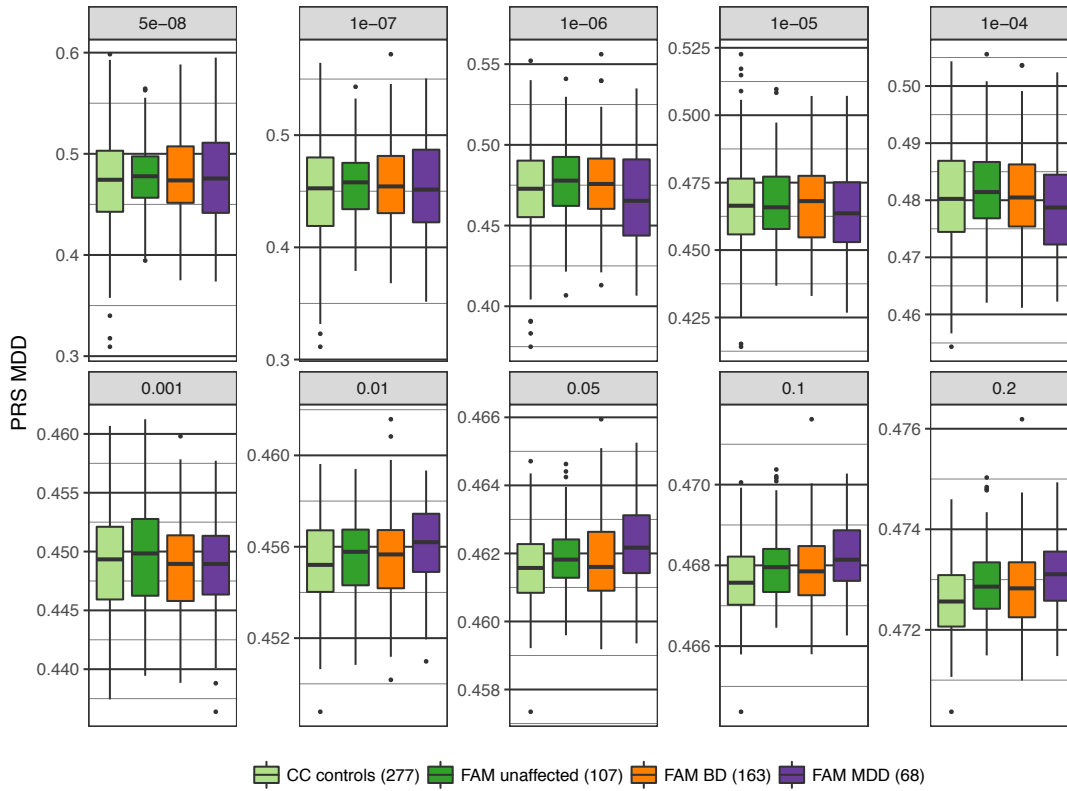 5e−08 1e−07 1e−06 1e−05 1e−04
0.6 0.5 0.4 0.3
0.5 0.4 0.3
0.55 0.50 0.45 0.40
0.525 0.500 0.475 0.450 0.425
0.50 0.49 0.48 0.47 0.46
PRS MDD
0.001 0.01 0.05 0.1 0.2
0.460 0.455 0.450 0.445 0.440
0.460 0.456 0.452
0.466 0.464 0.462 0.460 0.458
0.470 0.468 0.466
0.476 0.474 0.472
CC controls (277) FAM unaffected (107) FAM BD (163) FAM MDD (68)